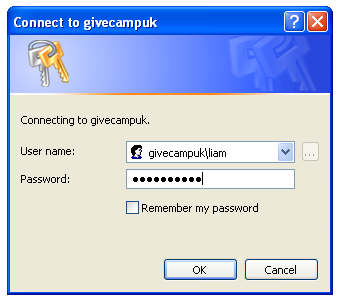 Connect to givecampuk
Connecting to givecampuk.
User name: givecampuk\liam
...
Password: ●●●●●●●●●●
Remember my password
OK Cancel